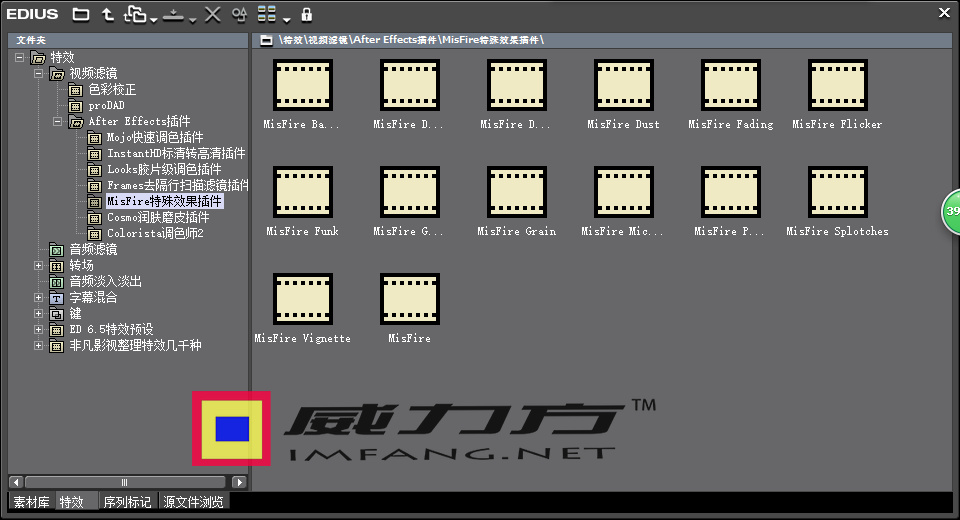 EDIUS
文件夹
\特效\视频滤镜\After Effects插件\MisFire特殊效果插件\
特效
视频滤镜
色彩校正
proDAD
After Effects插件
Mojo快速调色插件
InstantHD标清转高清插件
Looks胶片级调色插件
Frames去隔行扫描滤镜插件
MisFire特殊效果插件
Cosmo润肤磨皮插件
Colorista调色师2
音频滤镜
转场
音频淡入淡出
字幕混合
键
ED 6.5特效预设
非凡影视整理特效几千种
MisFire Ba...
MisFire D...
MisFire D...
MisFire Dust
MisFire Fading
MisFire Flicker
MisFire Funk
MisFire G...
MisFire Grain
MisFire Mic...
MisFire P...
MisFire Splotches
MisFire Vignette
MisFire
39
威力方™
IMFANG.NET
素材库 特效 序列标记 源文件浏览